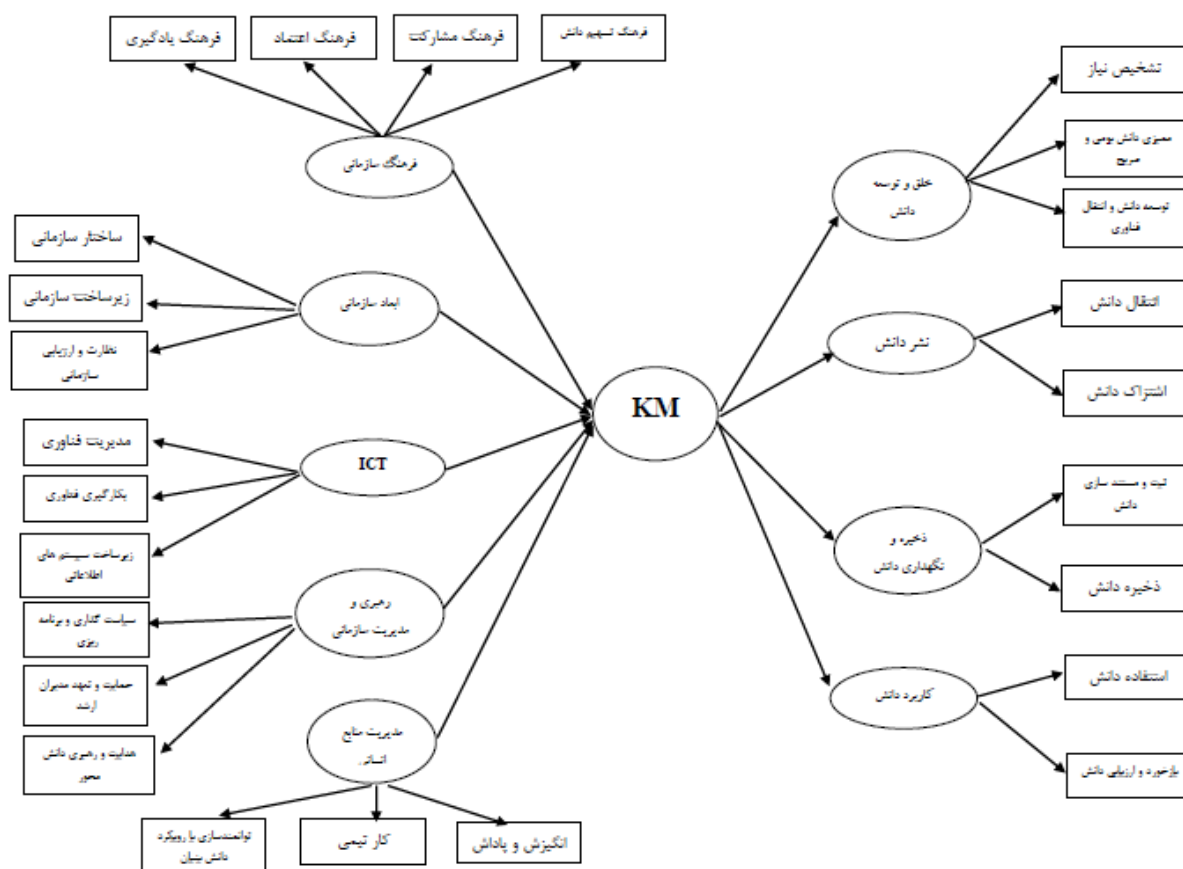 فرهنگ تسهیم دانش
فرهنگ مشارکت
فرهنگ اعتماد
فرهنگ یادگیری
فرهنگ سازمانی
ساختار سازمانی
زیرساخت سازمانی
نظارت و ارزیابی
سازمانی
ابعاد سازمانی
مدیریت فناوری
بکارگیری فناوری
زیرساخت سیستم های
اطلاعاتی
ICT
سیاست گذاری و برنامه
ریزی
حمایت و تعهد مدیران
ارشد
هدایت و رهبری دانش
محور
رهبری و
مدیریت سازمانی
مدیریت منابع
انسانی
انگیزش و پاداش
کار تیمی
توانمندسازی با رویکرد
دانش بنیان
KM
خلق و توسعه
دانش
تشخیص نیاز
ممیزی دانش بومی و
صریح
توسعه دانش و انتقال
فناوری
نشر دانش
انتقال دانش
اشتراک دانش
ذخیره و
نگهداری دانش
ثبت و مستند سازی
دانش
ذخیره دانش
کاربرد دانش
استفاده دانش
بازخورد و ارزیابی دانش